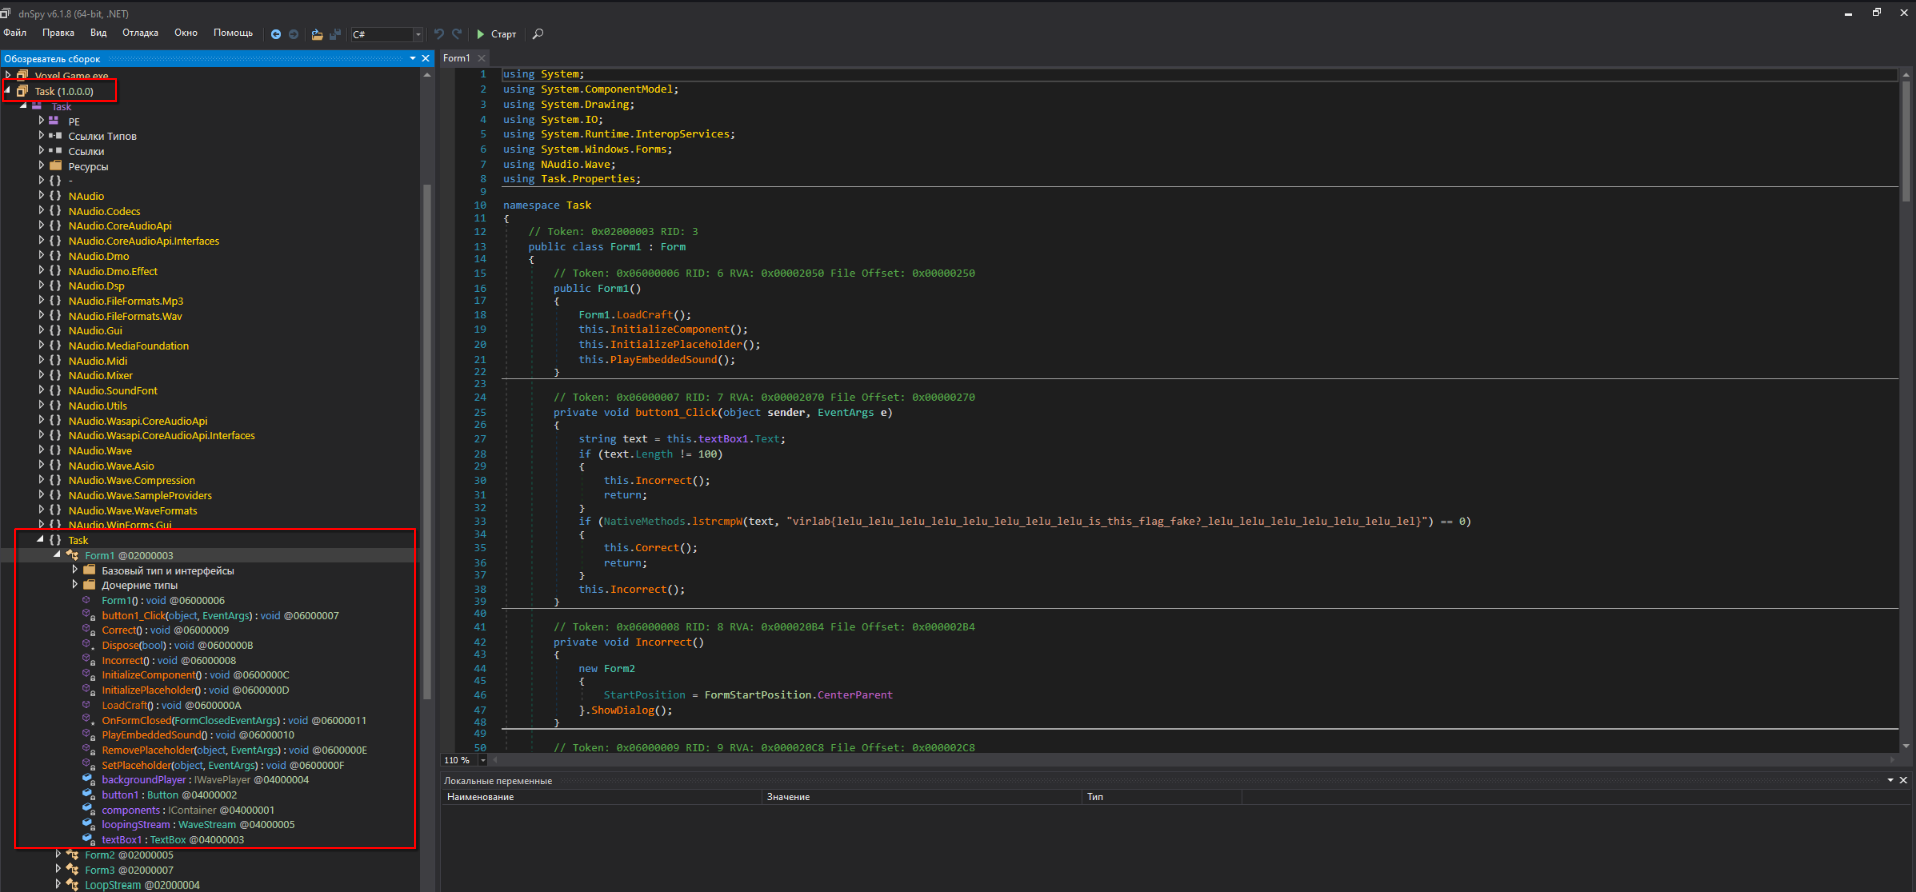 dnSpy v6.1.8 (64-bit, .NET)
Файл Правка Вид Отладка Окно Помощь C# Старт
Обозреватель сборок
Voxel Game.exe
Task (1.0.0.0)
Task
PE
Ссылки Типов
Ссылки
Ресурсы
{ } -
{ } NAudio
{ } NAudio.Codecs
{ } NAudio.CoreAudioApi
{ } NAudio.CoreAudioApi.Interfaces
{ } NAudio.Dmo
{ } NAudio.Dmo.Effect
{ } NAudio.Dsp
{ } NAudio.FileFormats.Mp3
{ } NAudio.FileFormats.Wav
{ } NAudio.Gui
{ } NAudio.MediaFoundation
{ } NAudio.Midi
{ } NAudio.Mixer
{ } NAudio.SoundFont
{ } NAudio.Utils
{ } NAudio.Wasapi.CoreAudioApi
{ } NAudio.Wasapi.CoreAudioApi.Interfaces
{ } NAudio.Wave
{ } NAudio.Wave.Asio
{ } NAudio.Wave.Compression
{ } NAudio.Wave.SampleProviders
{ } NAudio.Wave.WaveFormats
{ } NAudio.WinForms.Gui
{ } Task
Form1 @02000003
Базовый тип и интерфейсы
Дочерние типы
Form1() : void @06000006
button1_Click(object, EventArgs) : void @06000007
Correct() : void @06000009
Dispose(bool) : void @0600000B
Incorrect() : void @06000008
InitializeComponent() : void @0600000C
InitializePlaceholder() : void @0600000D
LoadCraft() : void @0600000A
OnFormClosed(FormClosedEventArgs) : void @06000011
PlayEmbeddedSound() : void @06000010
RemovePlaceholder(object, EventArgs) : void @0600000E
SetPlaceholder(object, EventArgs) : void @0600000F
backgroundPlayer : IWavePlayer @04000004
button1 : Button @04000002
components : IContainer @04000001
loopingStream : WaveStream @04000005
textBox1 : TextBox @04000003
Form2 @02000005
Form3 @02000007
LoopStream @02000004
Form1
1 using System;
2 using System.ComponentModel;
3 using System.Drawing;
4 using System.IO;
5 using System.Runtime.InteropServices;
6 using System.Windows.Forms;
7 using NAudio.Wave;
8 using Task.Properties;
9
10 namespace Task
11 {
12 // Token: 0x02000003 RID: 3
13 public class Form1 : Form
14 {
15 // Token: 0x06000006 RID: 6 RVA: 0x00002050 File Offset: 0x00000250
16 public Form1()
17 {
18 Form1.LoadCraft();
19 this.InitializeComponent();
20 this.InitializePlaceholder();
21 this.PlayEmbeddedSound();
22 }
23
24 // Token: 0x06000007 RID: 7 RVA: 0x00002070 File Offset: 0x00000270
25 private void button1_Click(object sender, EventArgs e)
26 {
27 string text = this.textBox1.Text;
28 if (text.Length != 100)
29 {
30 this.Incorrect();
31 return;
32 }
33 if (NativeMethods.lstrcmpW(text, "virlab{lelu_lelu_lelu_lelu_lelu_lelu_lelu_lelu_is_this_flag_fake?_lelu_lelu_lelu_lelu_lelu_lelu_lel}") == 0)
34 {
35 this.Correct();
36 return;
37 }
38 this.Incorrect();
39 }
40
41 // Token: 0x06000008 RID: 8 RVA: 0x000020B4 File Offset: 0x000002B4
42 private void Incorrect()
43 {
44 new Form2
45 {
46 StartPosition = FormStartPosition.CenterParent
47 }.ShowDialog();
48 }
49
50 // Token: 0x06000009 RID: 9 RVA: 0x000020C8 File Offset: 0x000002C8
110 %
Локальные переменные
Наименование Значение Тип